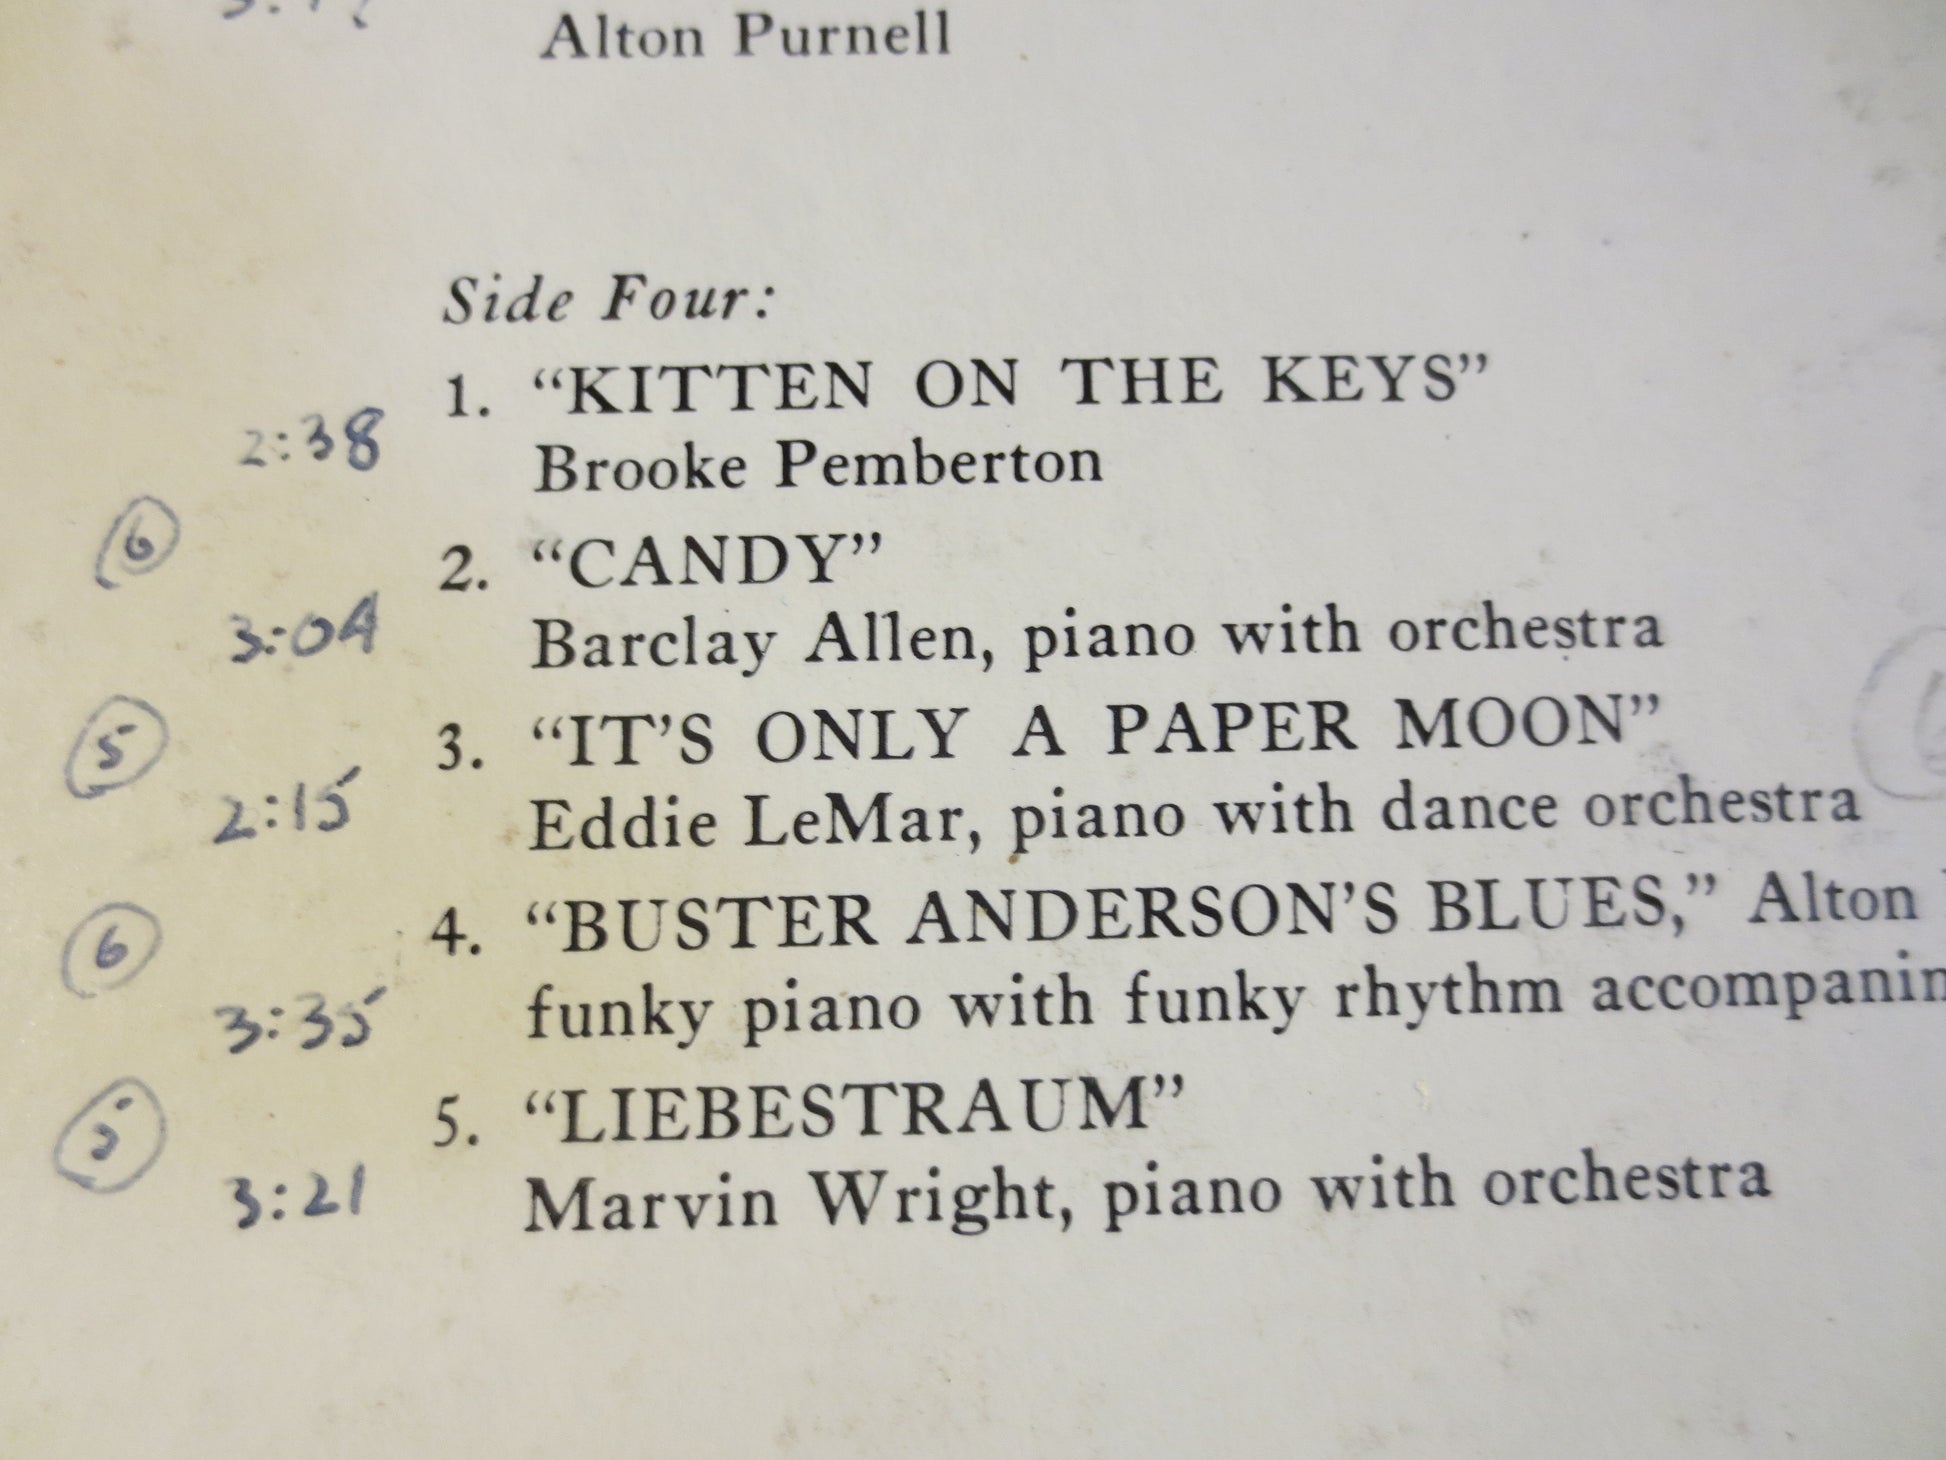 Alton Purnell
Side Four:
1. “KITTEN ON THE KEYS”
2:38 Brooke Pemberton
6
2. “CANDY”
3:04 Barclay Allen, piano with orchestra
5
3. “IT’S ONLY A PAPER MOON”
2:15 Eddie LeMar, piano with dance orchestra
6
4. “BUSTER ANDERSON’S BLUES,” Alton
3:35 funky piano with funky rhythm
5
5. “LIEBESTRAUM”
3:21 Marvin Wright, piano with orchestra